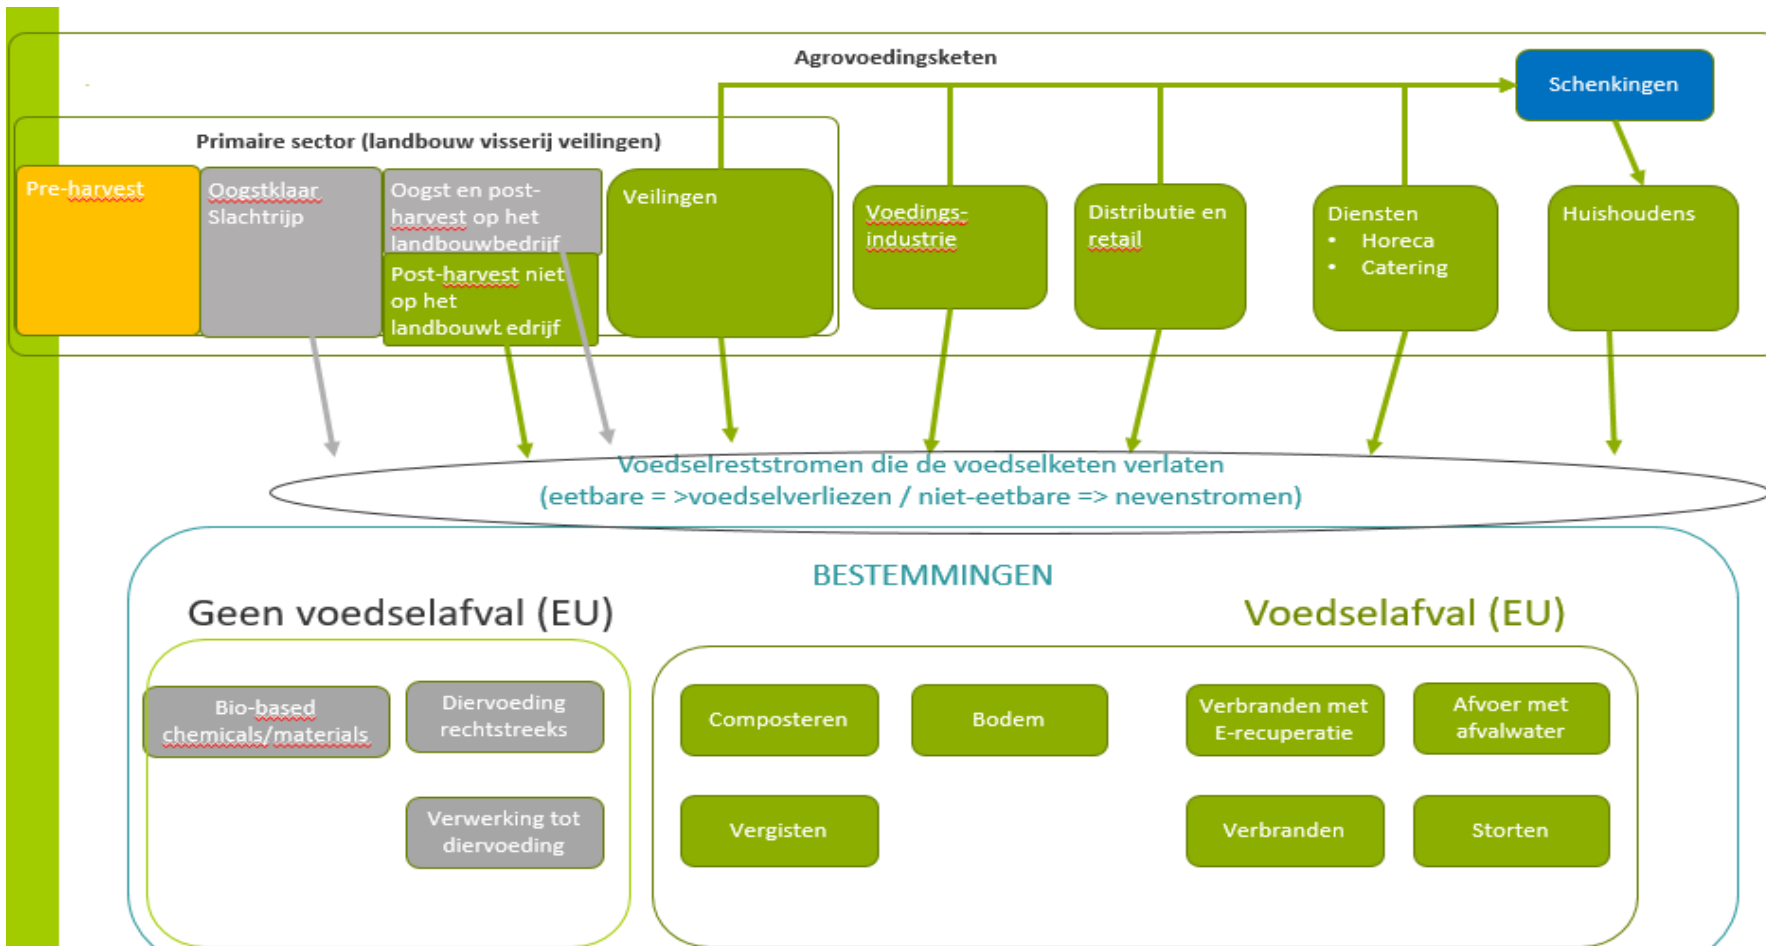 Agrovoedingsketen
Schenkingen
Primaire sector (landbouw visserij veilingen)
Pre-harvest
Oogstklaar
Slachtrijp
Oogst en post-
harvest op het
landbouwbedrijf
Post-harvest niet
op het
landbouwbedrijf
Veilingen
Voedings-
industrie
Distributie en
retail
Diensten
• Horeca
• Catering
Huishoudens
Voedselreststromen die de voedselketen verlaten
(eetbare = >voedselverliezen / niet-eetbare => nevenstromen)
BESTEMMINGEN
Geen voedselafval (EU)
Voedselafval (EU)
Bio-based
chemicals/materials
Diervoeding
rechtstreeks
Verwerking tot
diervoeding
Composteren
Bodem
Vergisten
Verbranden met
E-recuperatie
Afvoer met
afvalwater
Verbranden
Storten